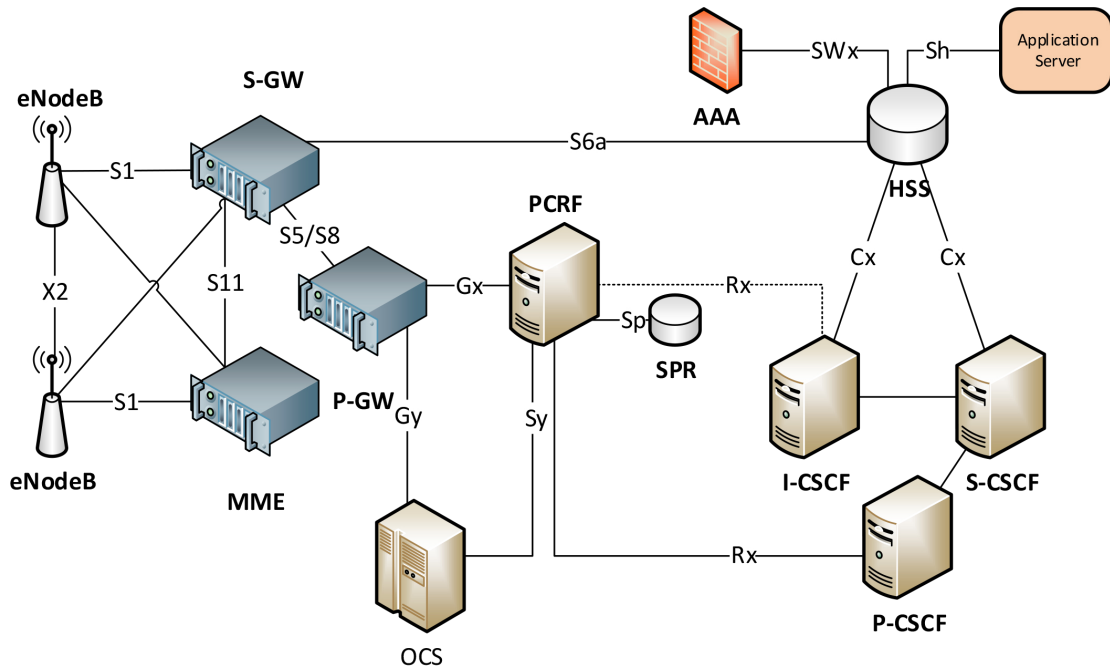 SWx
Sh
Application
Server
S-GW
eNodeB
AAA
S6a
S1
HSS
PCRF
S5/S8
Cx
Cx
X2
S11
Gx
Rx
Sp
SPR
S1
P-GW
Gy
Sy
eNodeB
I-CSCF
S-CSCF
MME
Rx
P-CSCF
OCS